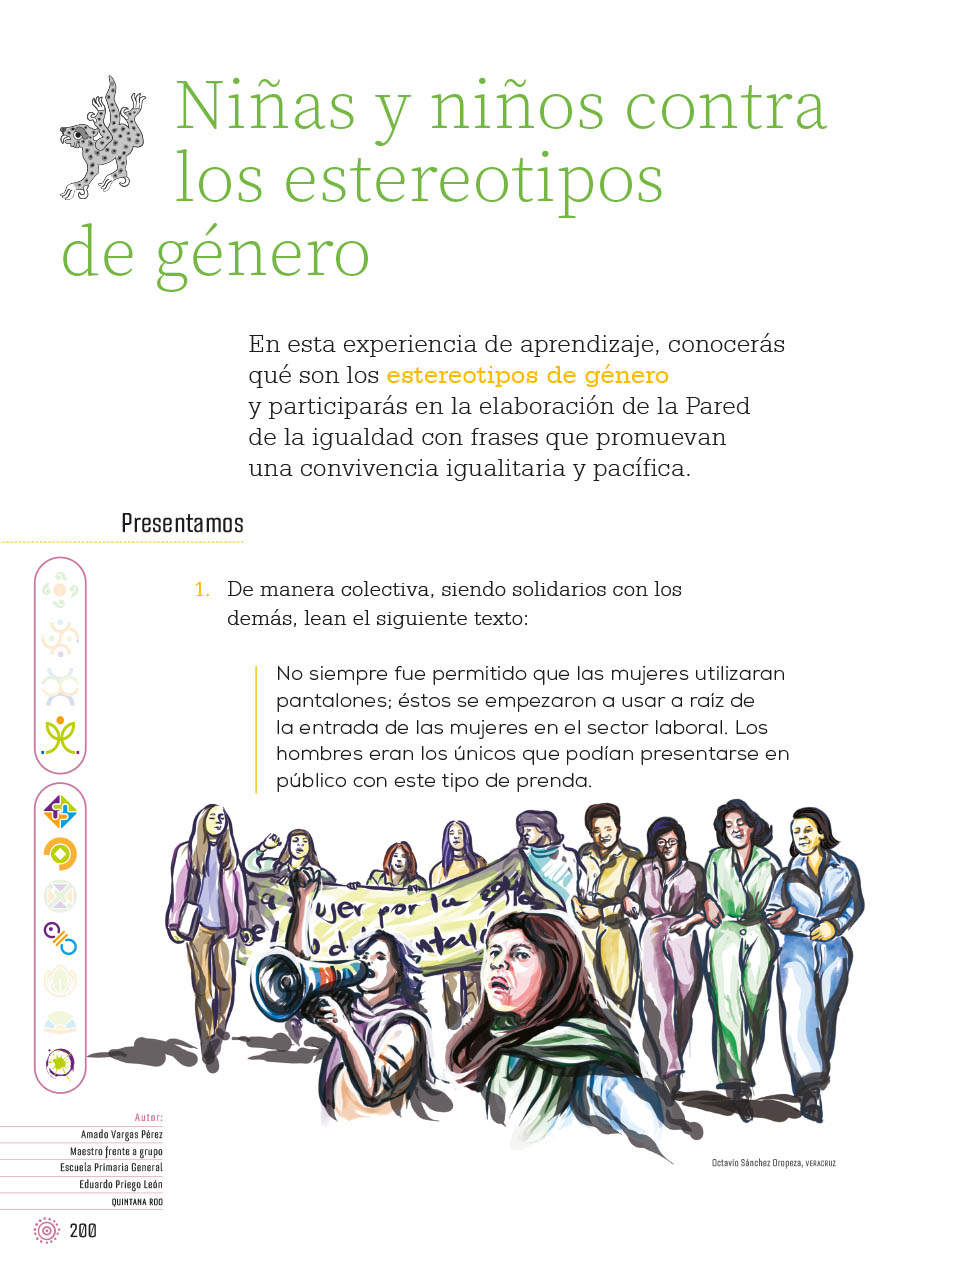 Niñas y niños contra
los estereotipos
de género
En esta experiencia de aprendizaje, conocerás
qué son los estereotipos de género
y participarás en la elaboración de la Pared
de la igualdad con frases que promuevan
una convivencia igualitaria y pacífica.
Presentamos
1. De manera colectiva, siendo solidarios con los
demás, lean el siguiente texto:
No siempre fue permitido que las mujeres utilizaran
pantalones; éstos se empezaron a usar a raíz de
la entrada de las mujeres en el sector laboral. Los
hombres eran los únicos que podían presentarse en
público con este tipo de prenda.
por la
Octavio Sánchez Oropeza, VERACRUZ
Autor:
Amado Vargas Pérez
Maestro frente a grupo
Escuela Primaria General
Eduardo Priego León
QUINTANA ROO
200